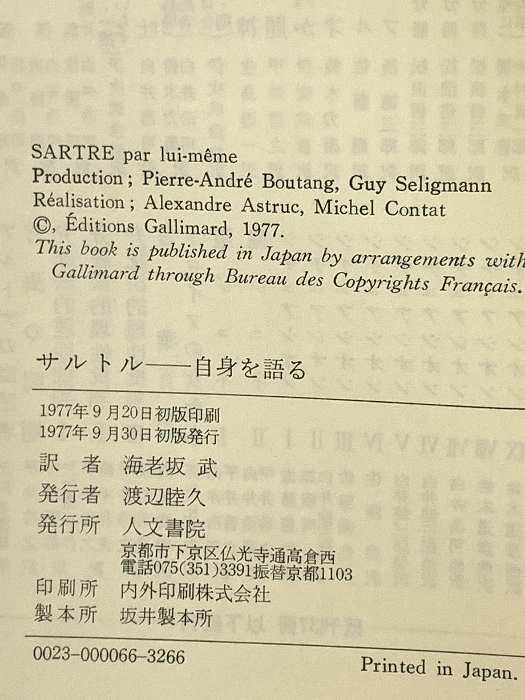 SARTRE par lui-même
Production; Pierre-André Boutang, Guy Seligmann
Réalisation; Alexandre Astruc, Michel Contat
©, Éditions Gallimard, 1977.
This book is published in Japan by arrangements with
Gallimard through Bureau des Copyrights Français.
サルトル――自身を語る
1977年9月20日初版印刷
1977年9月30日初版発行
訳 者 海老坂 武
発行者 渡辺睦久
発行所 人文書院
京都市下京区仏光寺通高倉西
電話075(351)3391振替京都1103
印刷所 内外印刷株式会社
製本所 坂井製本所
0023-000066-3266
Printed in Japan.